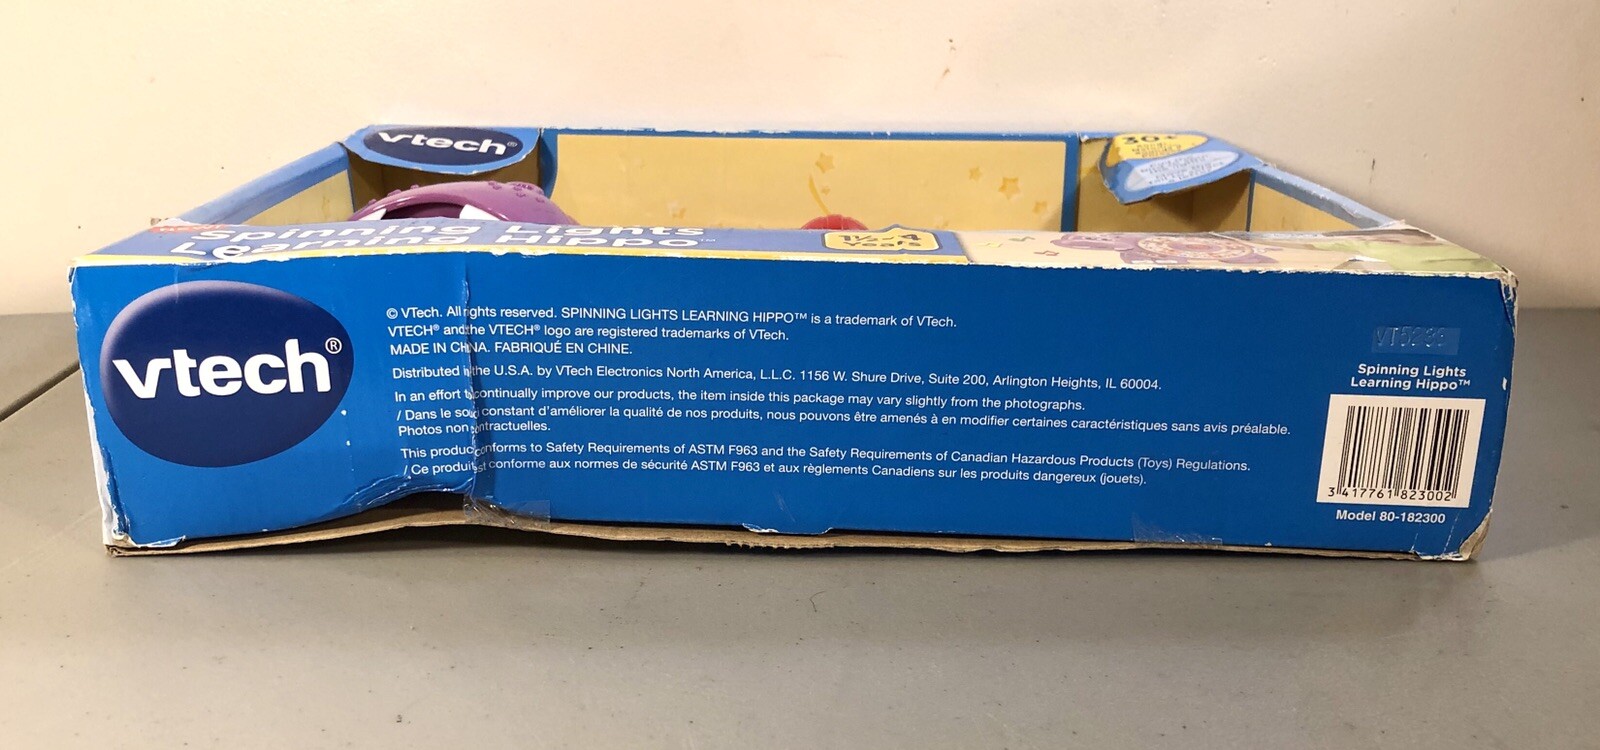 vtech®
30+
Spinning Lights
Learning Hippo™
1½-4
years
vtech®
© VTech. All rights reserved. SPINNING LIGHTS LEARNING HIPPO™ is a trademark of VTech.
VTECH® and the VTECH® logo are registered trademarks of VTech.
MADE IN CHINA. FABRIQUÉ EN CHINE.
Distributed in the U.S.A. by VTech Electronics North America, L.L.C. 1156 W. Shure Drive, Suite 200, Arlington Heights, IL 60004.
In an effort to continually improve our products, the item inside this package may vary slightly from the photographs.
/ Dans le souci constant d'améliorer la qualité de nos produits, nous pouvons être amenés à en modifier certaines caractéristiques sans avis préalable.
Photos non contractuelles.
This product conforms to Safety Requirements of ASTM F963 and the Safety Requirements of Canadian Hazardous Products (Toys) Regulations.
/ Ce produit est conforme aux normes de sécurité ASTM F963 et aux règlements Canadiens sur les produits dangereux (jouets).
Spinning Lights
Learning Hippo™
3 417761 823002
Model 80-182300